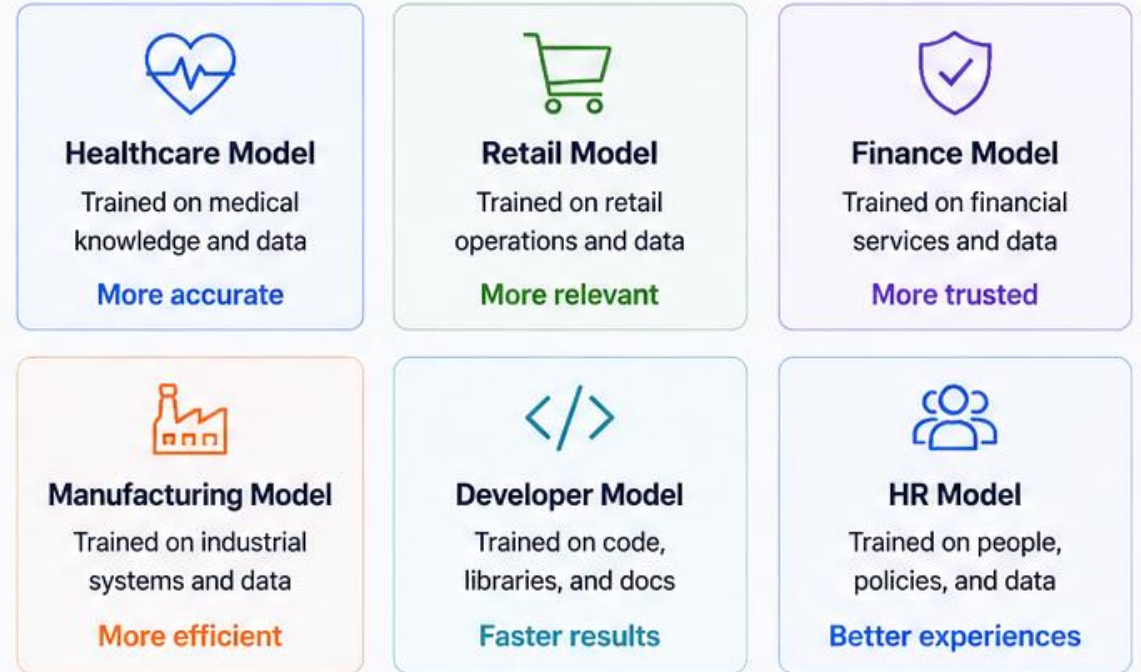 Healthcare Model
Trained on medical
knowledge and data
More accurate
Retail Model
Trained on retail
operations and data
More relevant
Finance Model
Trained on financial
services and data
More trusted
Manufacturing Model
Trained on industrial
systems and data
More efficient
Developer Model
Trained on code,
libraries, and docs
Faster results
HR Model
Trained on people,
policies, and data
Better experiences